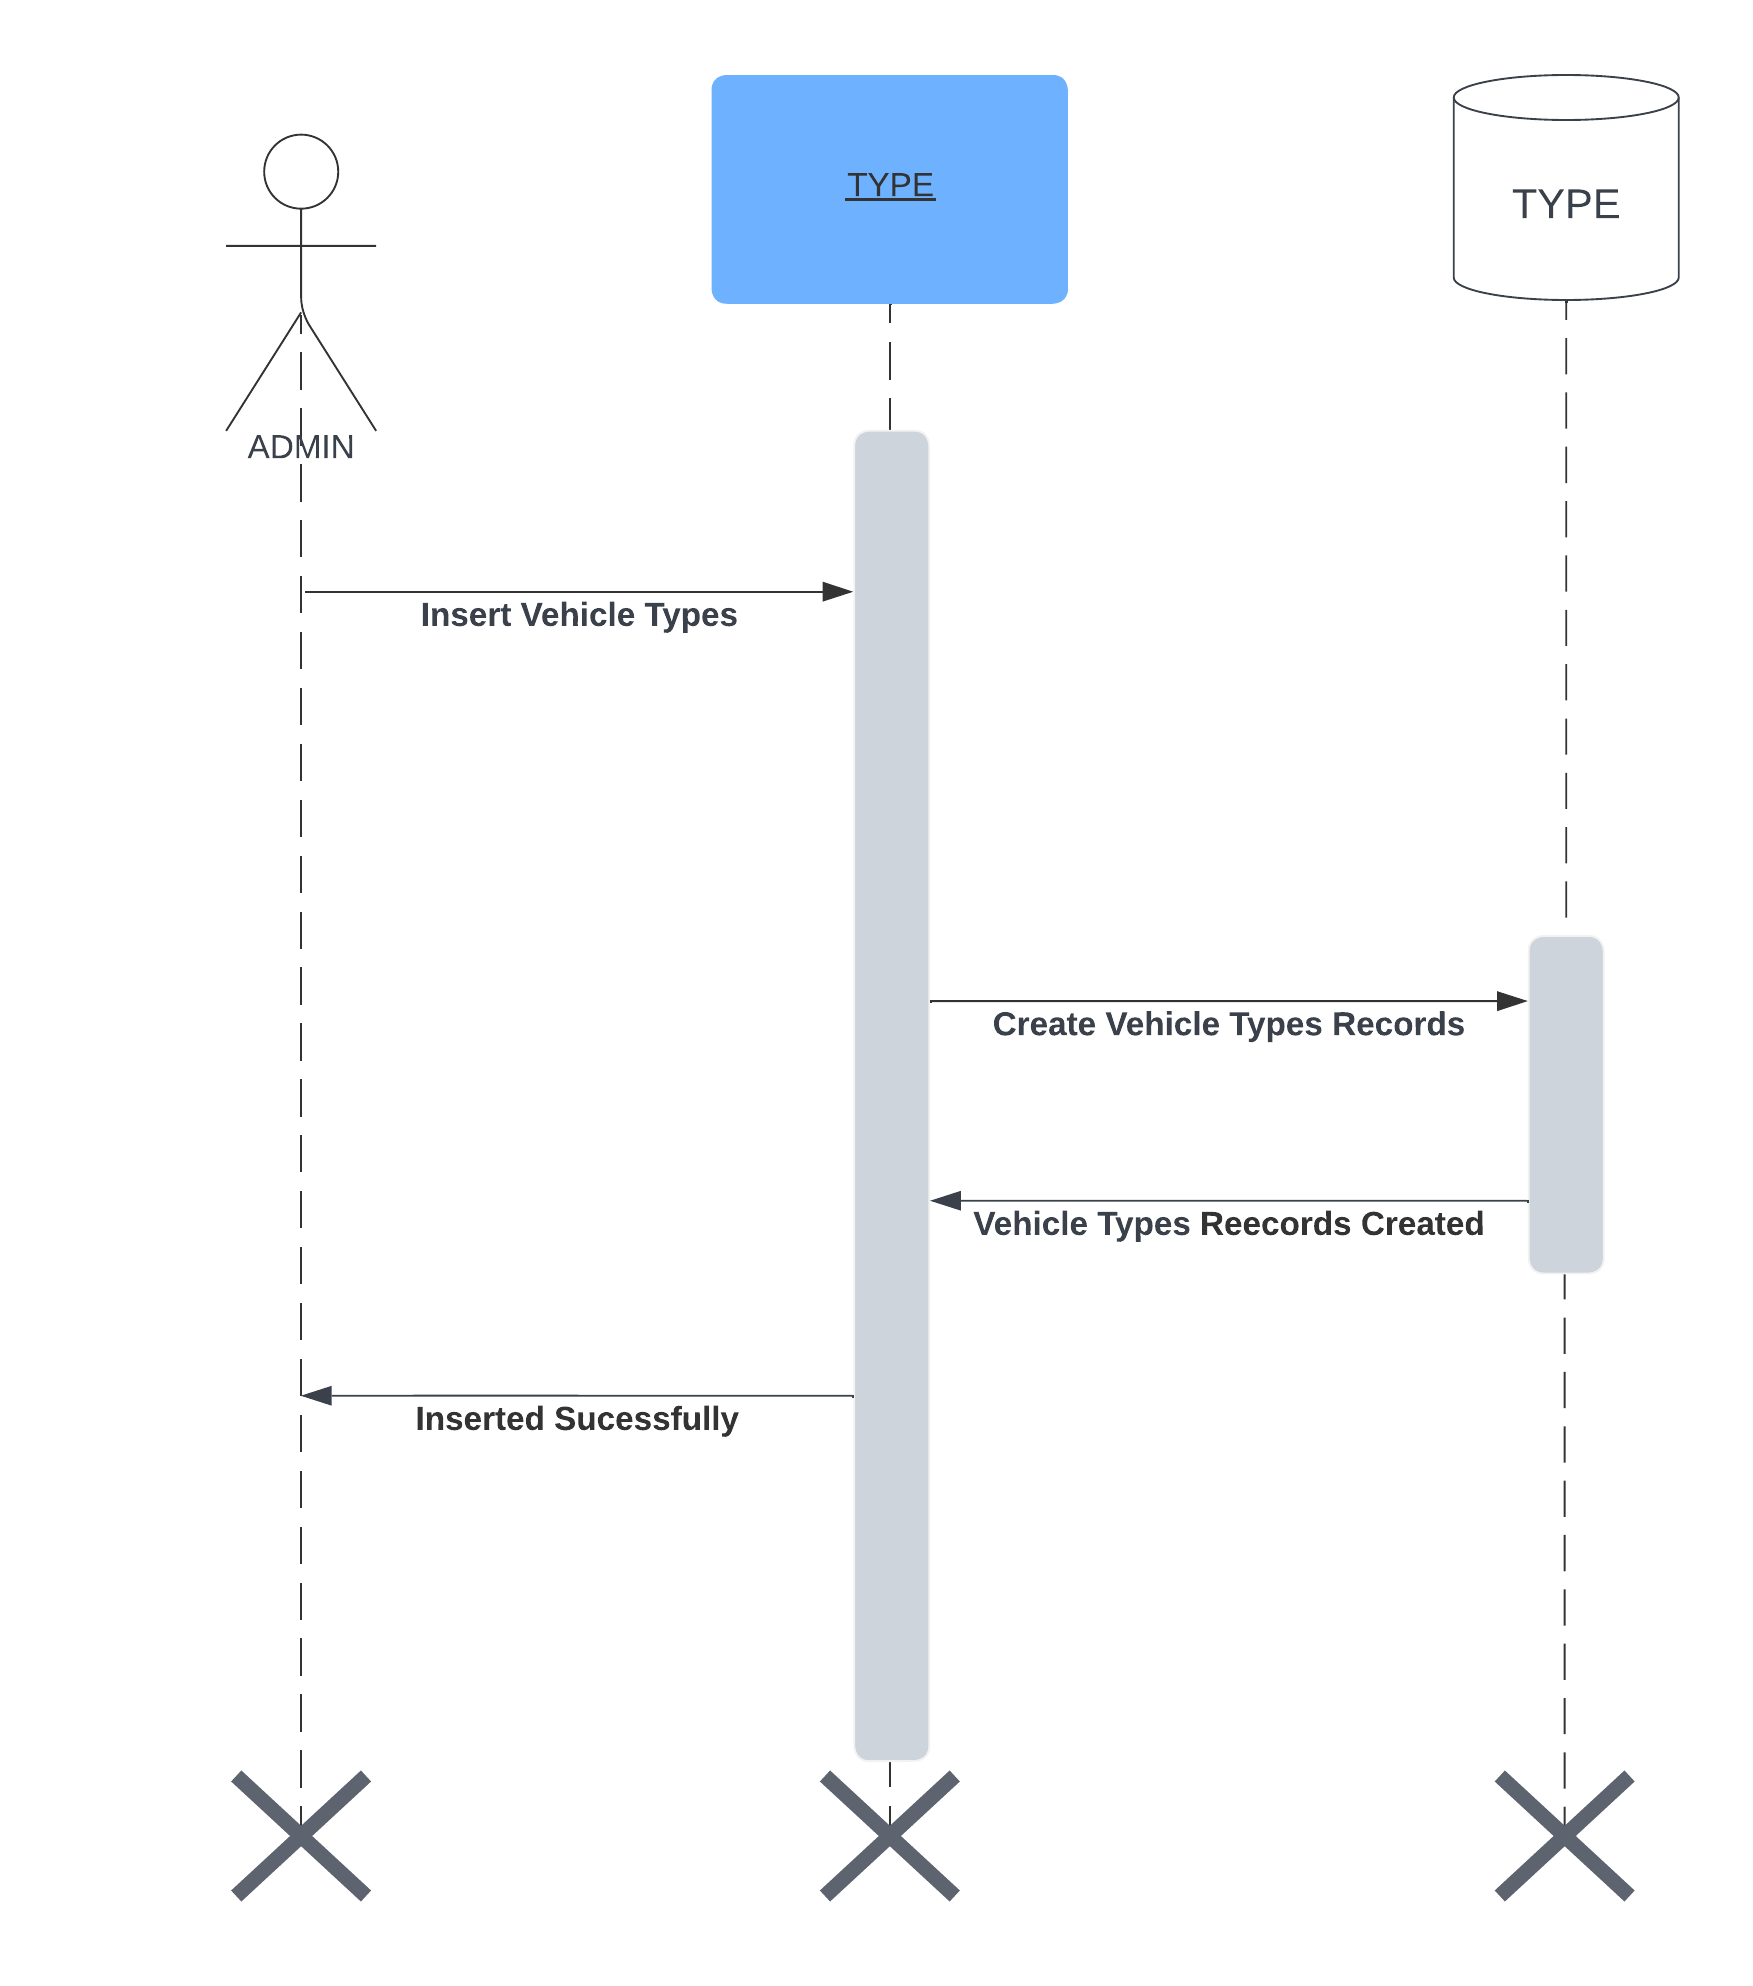 TYPE
TYPE
ADMIN
Insert Vehicle Types
Create Vehicle Types Records
Vehicle Types Reecords Created
Inserted Sucessfully